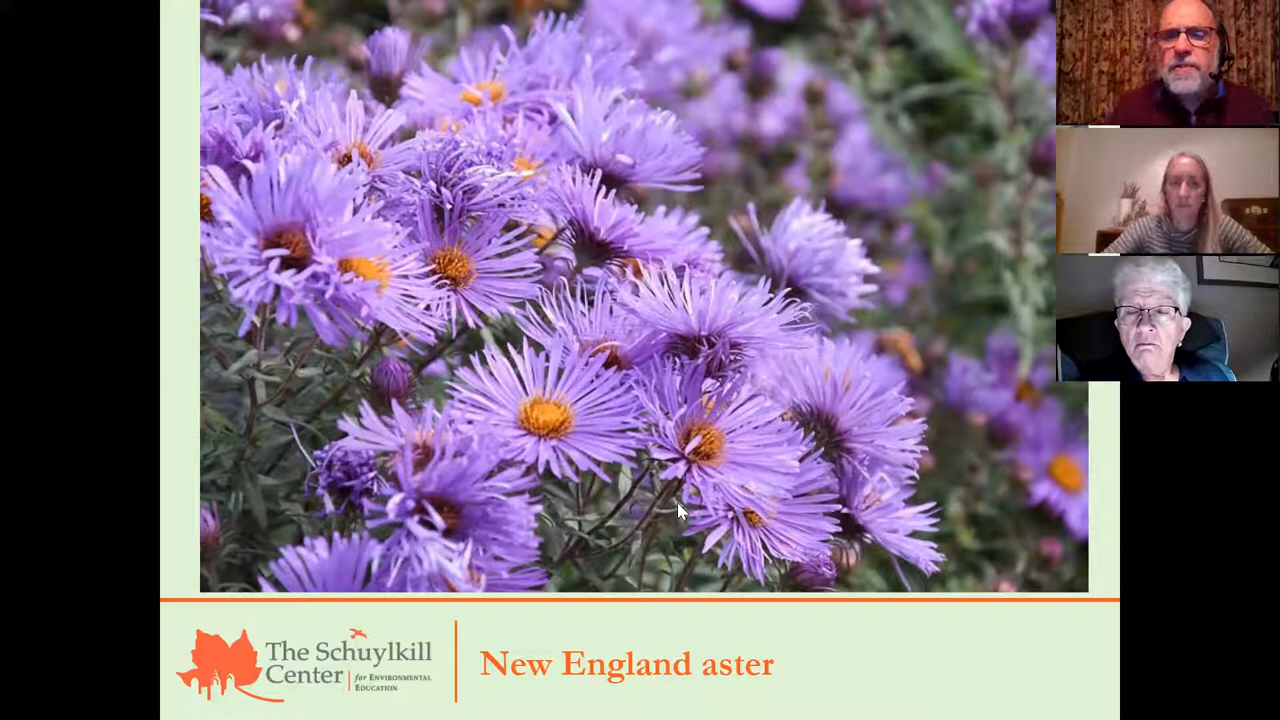 The Schuylkill
Center
for ENVIRONMENTAL
EDUCATION
New England aster